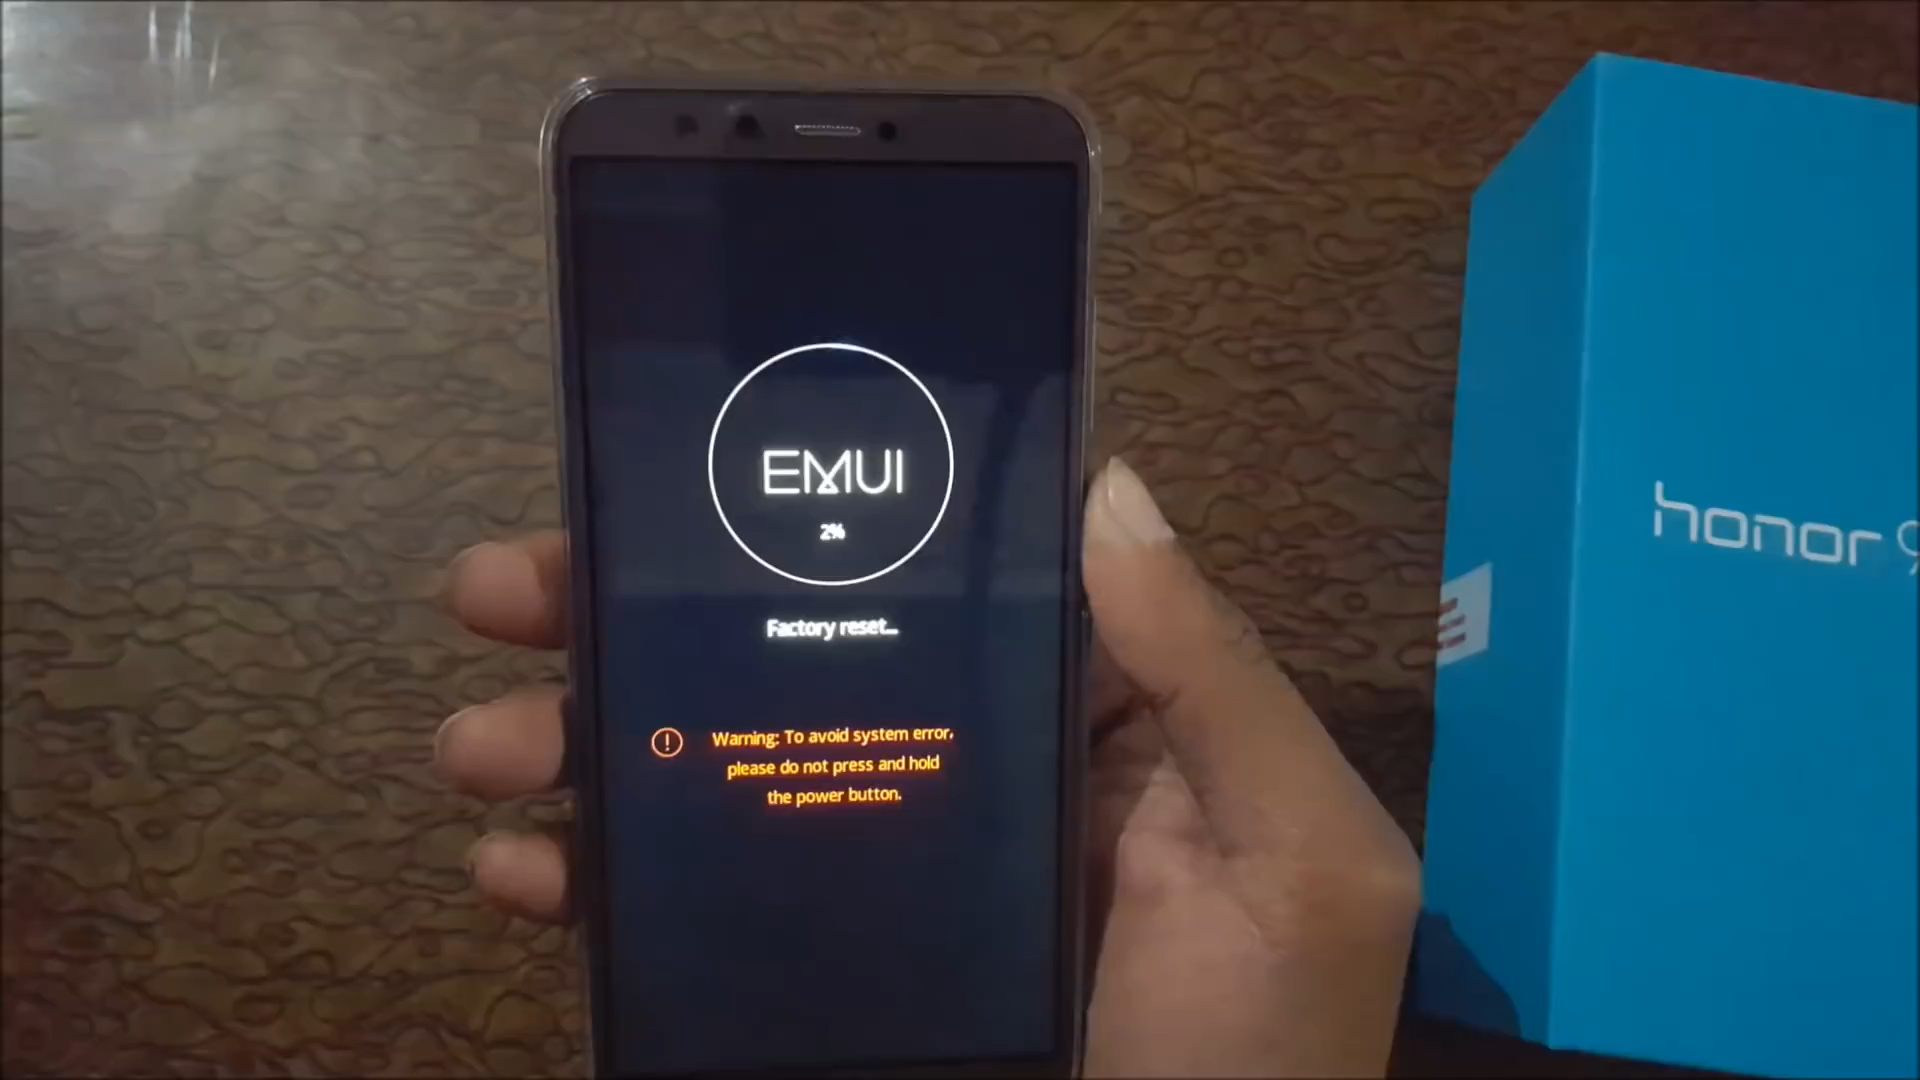 EMUI
2%
Factory reset...
Warning: To avoid system error,
please do not press and hold
the power button.
honor 9